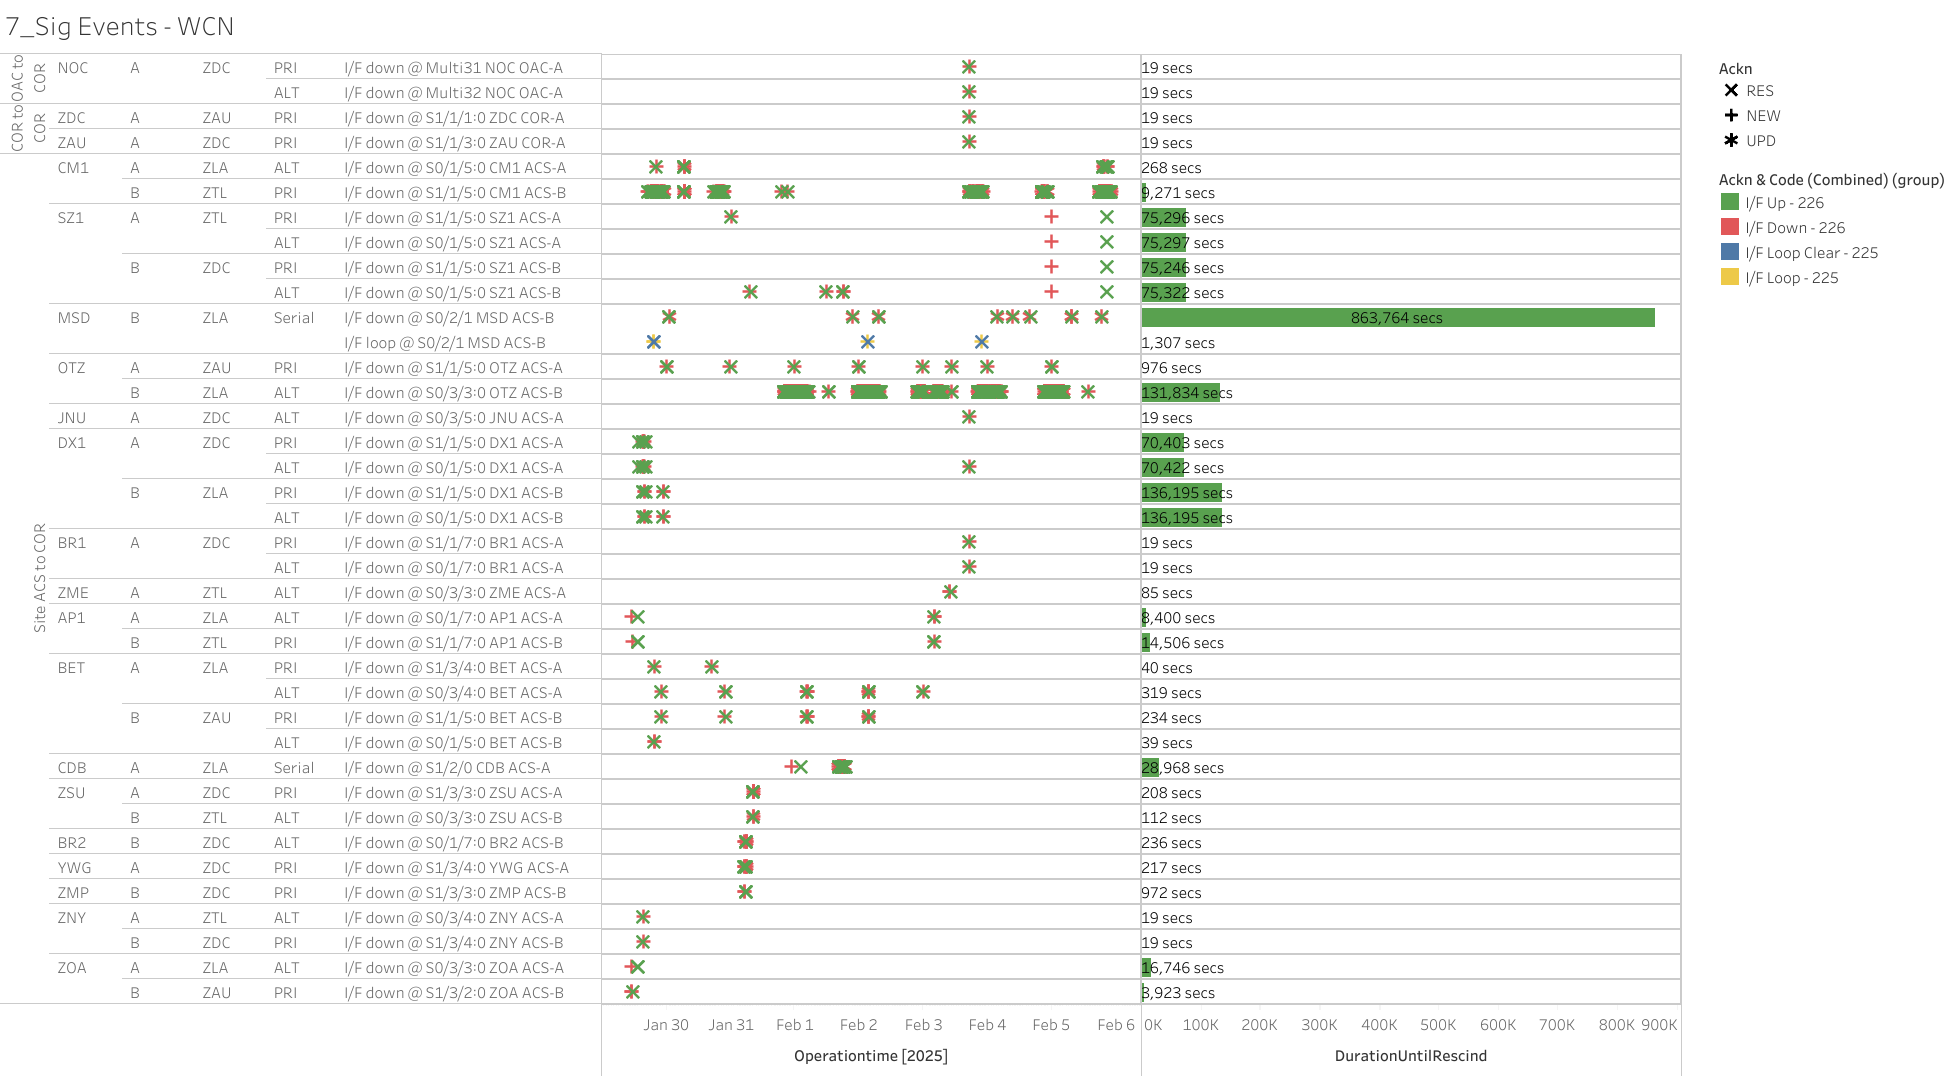 7_Sig Events - WCN
COR to OAC to
COR COR
NOC A ZDC PRI I/F down @ Multi31 NOC OAC-A 19 secs
ALT I/F down @ Multi32 NOC OAC-A 19 secs
ZDC A ZAU PRI I/F down @ S1/1/1:0 ZDC COR-A 19 secs
ZAU A ZDC PRI I/F down @ S1/1/3:0 ZAU COR-A 19 secs
Site ACS to COR
CM1 A ZLA ALT I/F down @ S0/1/5:0 CM1 ACS-A 268 secs
B ZTL PRI I/F down @ S1/1/5:0 CM1 ACS-B 9,271 secs
SZ1 A ZTL PRI I/F down @ S1/1/5:0 SZ1 ACS-A 75,296 secs
ALT I/F down @ S0/1/5:0 SZ1 ACS-A 75,297 secs
B ZDC PRI I/F down @ S1/1/5:0 SZ1 ACS-B 75,246 secs
ALT I/F down @ S0/1/5:0 SZ1 ACS-B 75,322 secs
MSD B ZLA Serial I/F down @ S0/2/1 MSD ACS-B 863,764 secs
I/F loop @ S0/2/1 MSD ACS-B 1,307 secs
OTZ A ZAU PRI I/F down @ S1/1/5:0 OTZ ACS-A 976 secs
B ZLA ALT I/F down @ S0/3/3:0 OTZ ACS-B 131,834 secs
JNU A ZDC ALT I/F down @ S0/3/5:0 JNU ACS-A 19 secs
DX1 A ZDC PRI I/F down @ S1/1/5:0 DX1 ACS-A 70,403 secs
ALT I/F down @ S0/1/5:0 DX1 ACS-A 70,422 secs
B ZLA PRI I/F down @ S1/1/5:0 DX1 ACS-B 136,195 secs
ALT I/F down @ S0/1/5:0 DX1 ACS-B 136,195 secs
BR1 A ZDC PRI I/F down @ S1/1/7:0 BR1 ACS-A 19 secs
ALT I/F down @ S0/1/7:0 BR1 ACS-A 19 secs
ZME A ZTL ALT I/F down @ S0/3/3:0 ZME ACS-A 85 secs
AP1 A ZLA ALT I/F down @ S0/1/7:0 AP1 ACS-A 8,400 secs
B ZTL PRI I/F down @ S1/1/7:0 AP1 ACS-B 14,506 secs
BET A ZLA PRI I/F down @ S1/3/4:0 BET ACS-A 40 secs
ALT I/F down @ S0/3/4:0 BET ACS-A 319 secs
B ZAU PRI I/F down @ S1/1/5:0 BET ACS-B 234 secs
ALT I/F down @ S0/1/5:0 BET ACS-B 39 secs
CDB A ZLA Serial I/F down @ S1/2/0 CDB ACS-A 28,968 secs
ZSU A ZDC PRI I/F down @ S1/3/3:0 ZSU ACS-A 208 secs
B ZTL ALT I/F down @ S0/3/3:0 ZSU ACS-B 112 secs
BR2 B ZDC ALT I/F down @ S0/1/7:0 BR2 ACS-B 236 secs
YWG A ZDC PRI I/F down @ S1/3/4:0 YWG ACS-A 217 secs
ZMP B ZDC PRI I/F down @ S1/3/3:0 ZMP ACS-B 972 secs
ZNY A ZTL ALT I/F down @ S0/3/4:0 ZNY ACS-A 19 secs
B ZDC PRI I/F down @ S1/3/4:0 ZNY ACS-B 19 secs
ZOA A ZLA ALT I/F down @ S0/3/3:0 ZOA ACS-A 16,746 secs
B ZAU PRI I/F down @ S1/3/2:0 ZOA ACS-B 3,923 secs
Jan 30 Jan 31 Feb 1 Feb 2 Feb 3 Feb 4 Feb 5 Feb 6 0K 100K 200K 300K 400K 500K 600K 700K 800K 900K
Operationtime [2025] DurationUntilRescind
Ackn
RES
NEW
UPD
Ackn & Code (Combined) (group)
I/F Up - 226
I/F Down - 226
I/F Loop Clear - 225
I/F Loop - 225